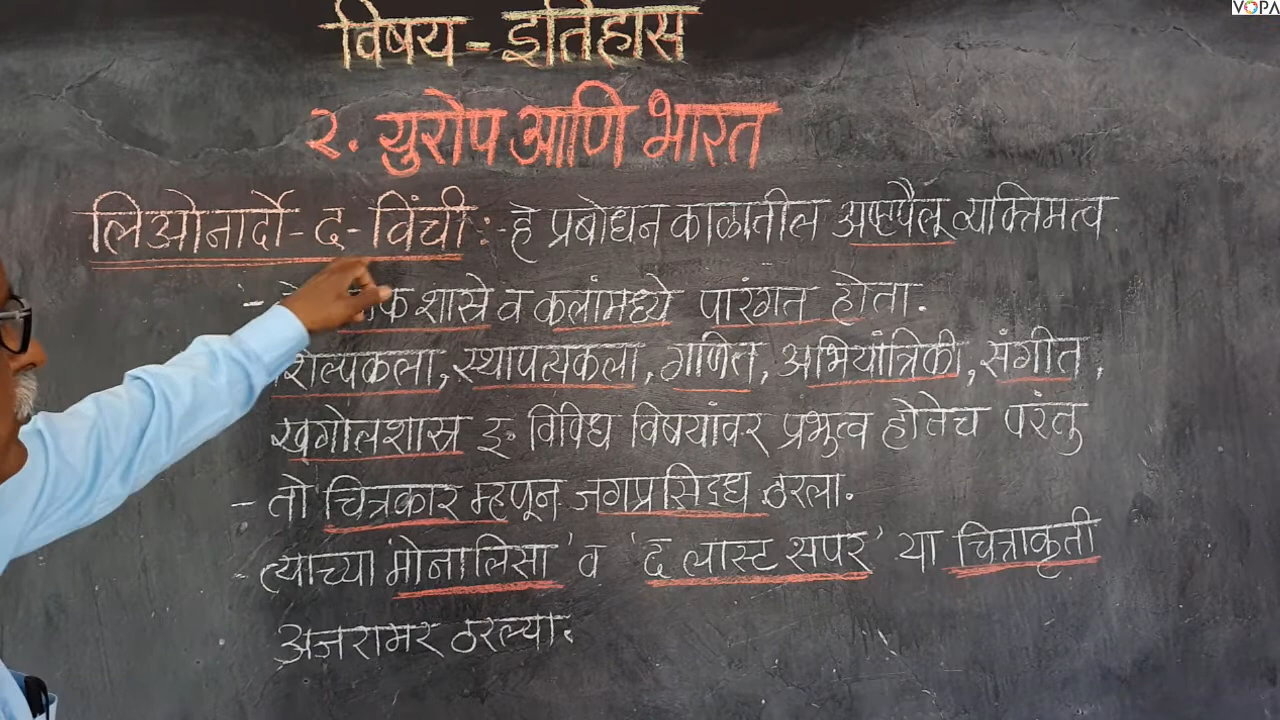 VOPA
विषय - इतिहास
२. युरोप आणि भारत
लिओनार्दो-द-विंची :- हे प्रबोधन काळातील अष्टपैलू व्यक्तिमत्व.
- शास्त्रे व कलांमध्ये पारंगत होता.
शिल्पकला, स्थापत्यकला, गणित, अभियांत्रिकी, संगीत,
खगोलशास्त्र इ. विविध विषयांवर प्रभुत्व होतेच परंतु
- तो चित्रकार म्हणून जगप्रसिद्ध ठरला.
- त्याच्या 'मोनालिसा' व 'द लास्ट सपर' या चित्राकृती
अजरामर ठरल्या.